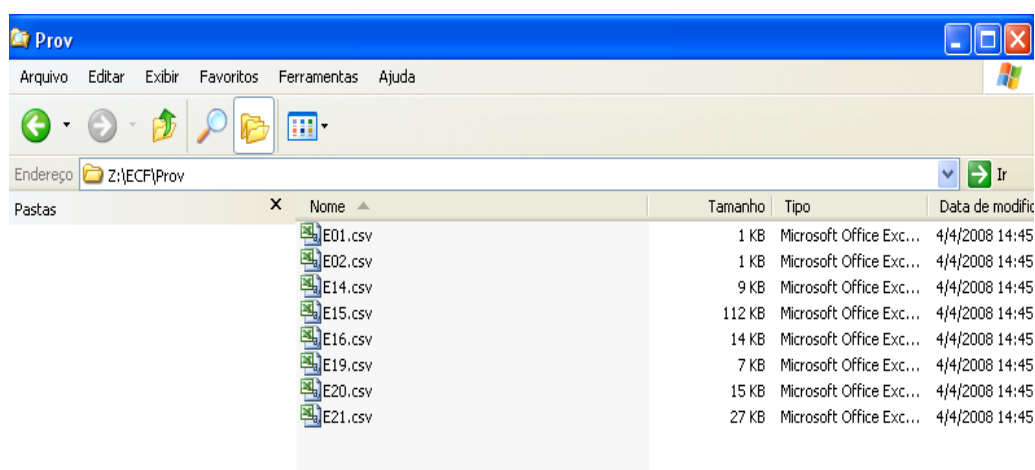 Prov
Arquivo Editar Exibir Favoritos Ferramentas Ajuda
Endereço Z:\ECF\Prov Ir
Pastas X Nome Tamanho Tipo Data de modific
E01.csv 1 KB Microsoft Office Exc... 4/4/2008 14:45
E02.csv 1 KB Microsoft Office Exc... 4/4/2008 14:45
E14.csv 9 KB Microsoft Office Exc... 4/4/2008 14:45
E15.csv 112 KB Microsoft Office Exc... 4/4/2008 14:45
E16.csv 14 KB Microsoft Office Exc... 4/4/2008 14:45
E19.csv 7 KB Microsoft Office Exc... 4/4/2008 14:45
E20.csv 15 KB Microsoft Office Exc... 4/4/2008 14:45
E21.csv 27 KB Microsoft Office Exc... 4/4/2008 14:45